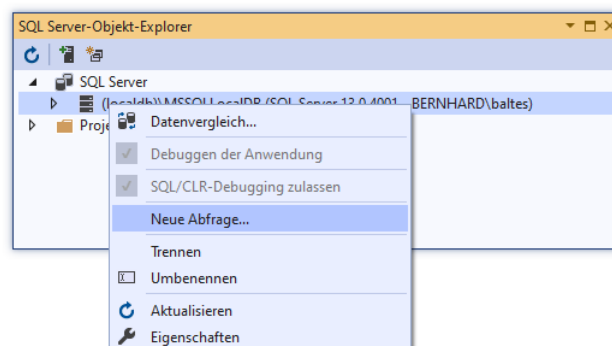 SQL Server-Objekt-Explorer
SQL Server
(localdb)\MSSQLLocalDB (SQL Server 13.0.4001 - BERNHARD\baltes)
Proje
Datenvergleich...
Debuggen der Anwendung
SQL/CLR-Debugging zulassen
Neue Abfrage...
Trennen
Umbenennen
Aktualisieren
Eigenschaften